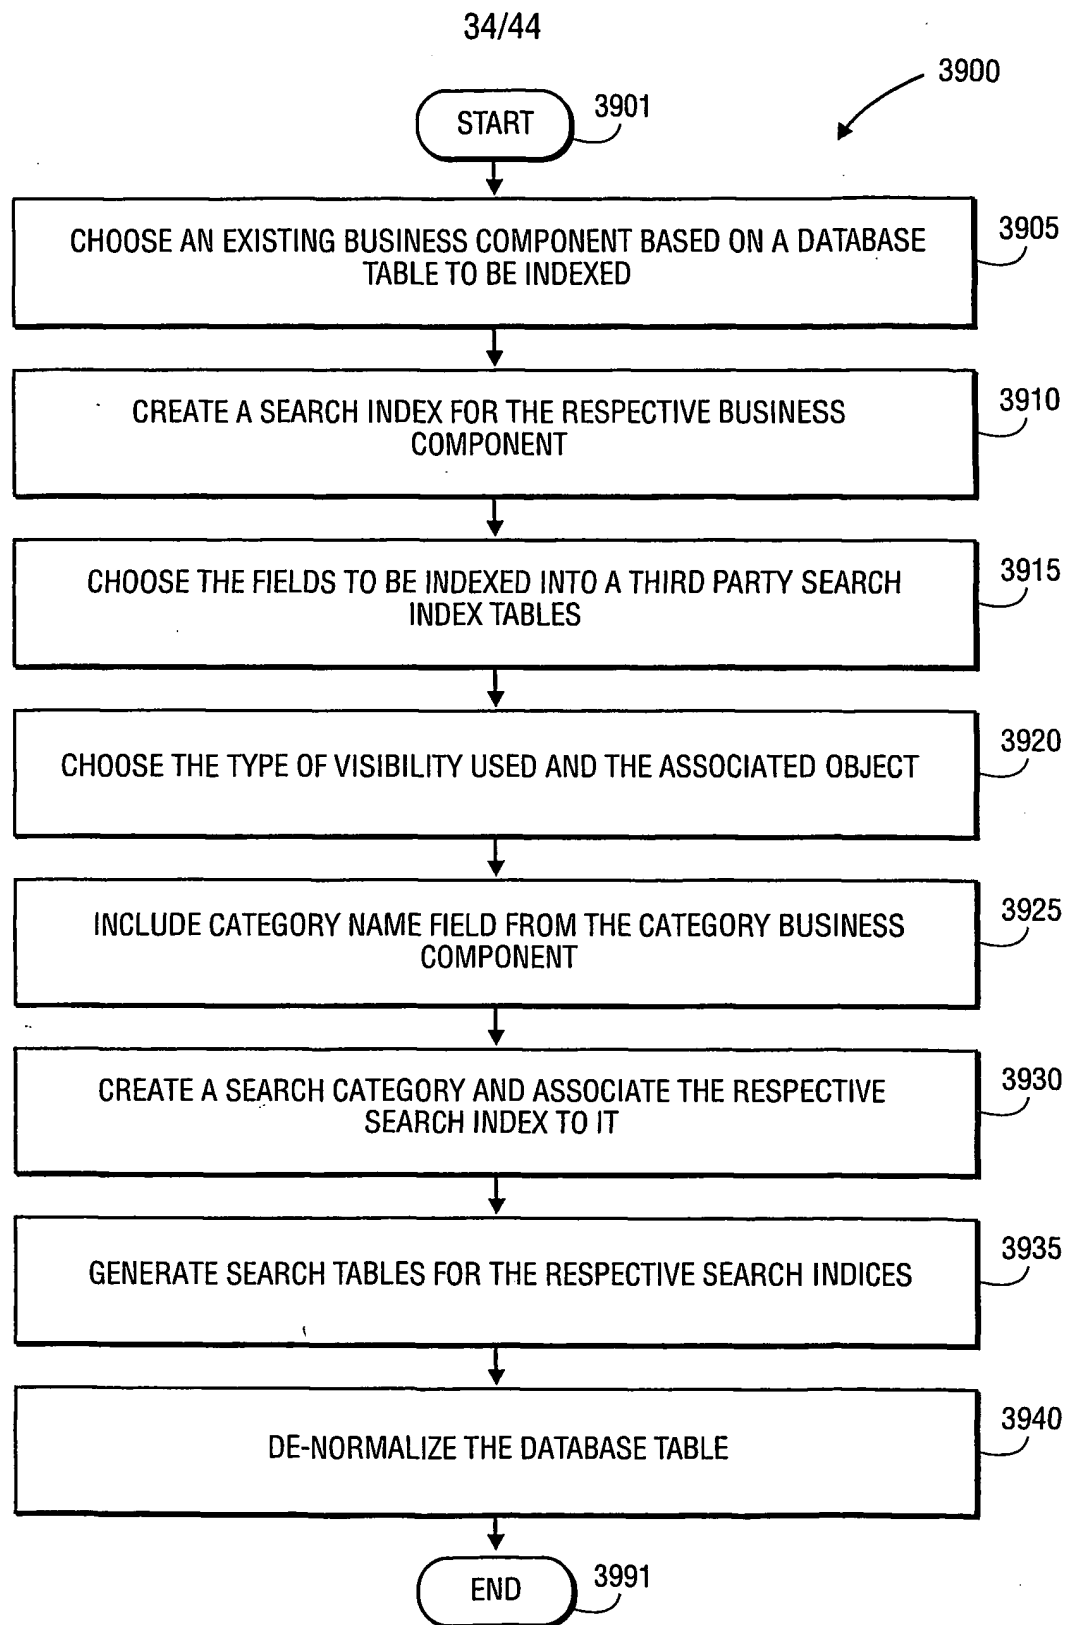 34/44
3900
START
3901
CHOOSE AN EXISTING BUSINESS COMPONENT BASED ON A DATABASE
TABLE TO BE INDEXED
3905
CREATE A SEARCH INDEX FOR THE RESPECTIVE BUSINESS
COMPONENT
3910
CHOOSE THE FIELDS TO BE INDEXED INTO A THIRD PARTY SEARCH
INDEX TABLES
3915
CHOOSE THE TYPE OF VISIBILITY USED AND THE ASSOCIATED OBJECT
3920
INCLUDE CATEGORY NAME FIELD FROM THE CATEGORY BUSINESS
COMPONENT
3925
CREATE A SEARCH CATEGORY AND ASSOCIATE THE RESPECTIVE
SEARCH INDEX TO IT
3930
GENERATE SEARCH TABLES FOR THE RESPECTIVE SEARCH INDICES
3935
DE-NORMALIZE THE DATABASE TABLE
3940
END
3991